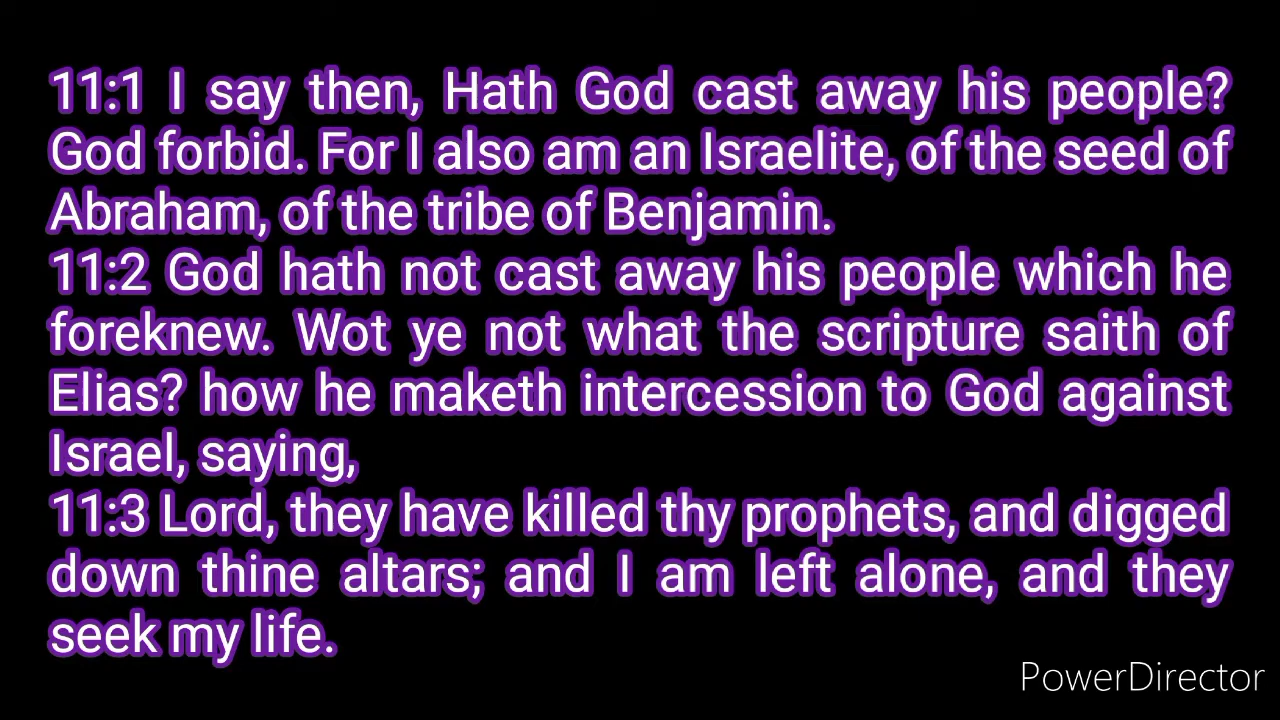 11:1 I say then, Hath God cast away his people?
God forbid. For I also am an Israelite, of the seed of
Abraham, of the tribe of Benjamin.
11:2 God hath not cast away his people which he
foreknew. Wot ye not what the scripture saith of
Elias? how he maketh intercession to God against
Israel, saying,
11:3 Lord, they have killed thy prophets, and digged
down thine altars; and I am left alone, and they
seek my life.
PowerDirector